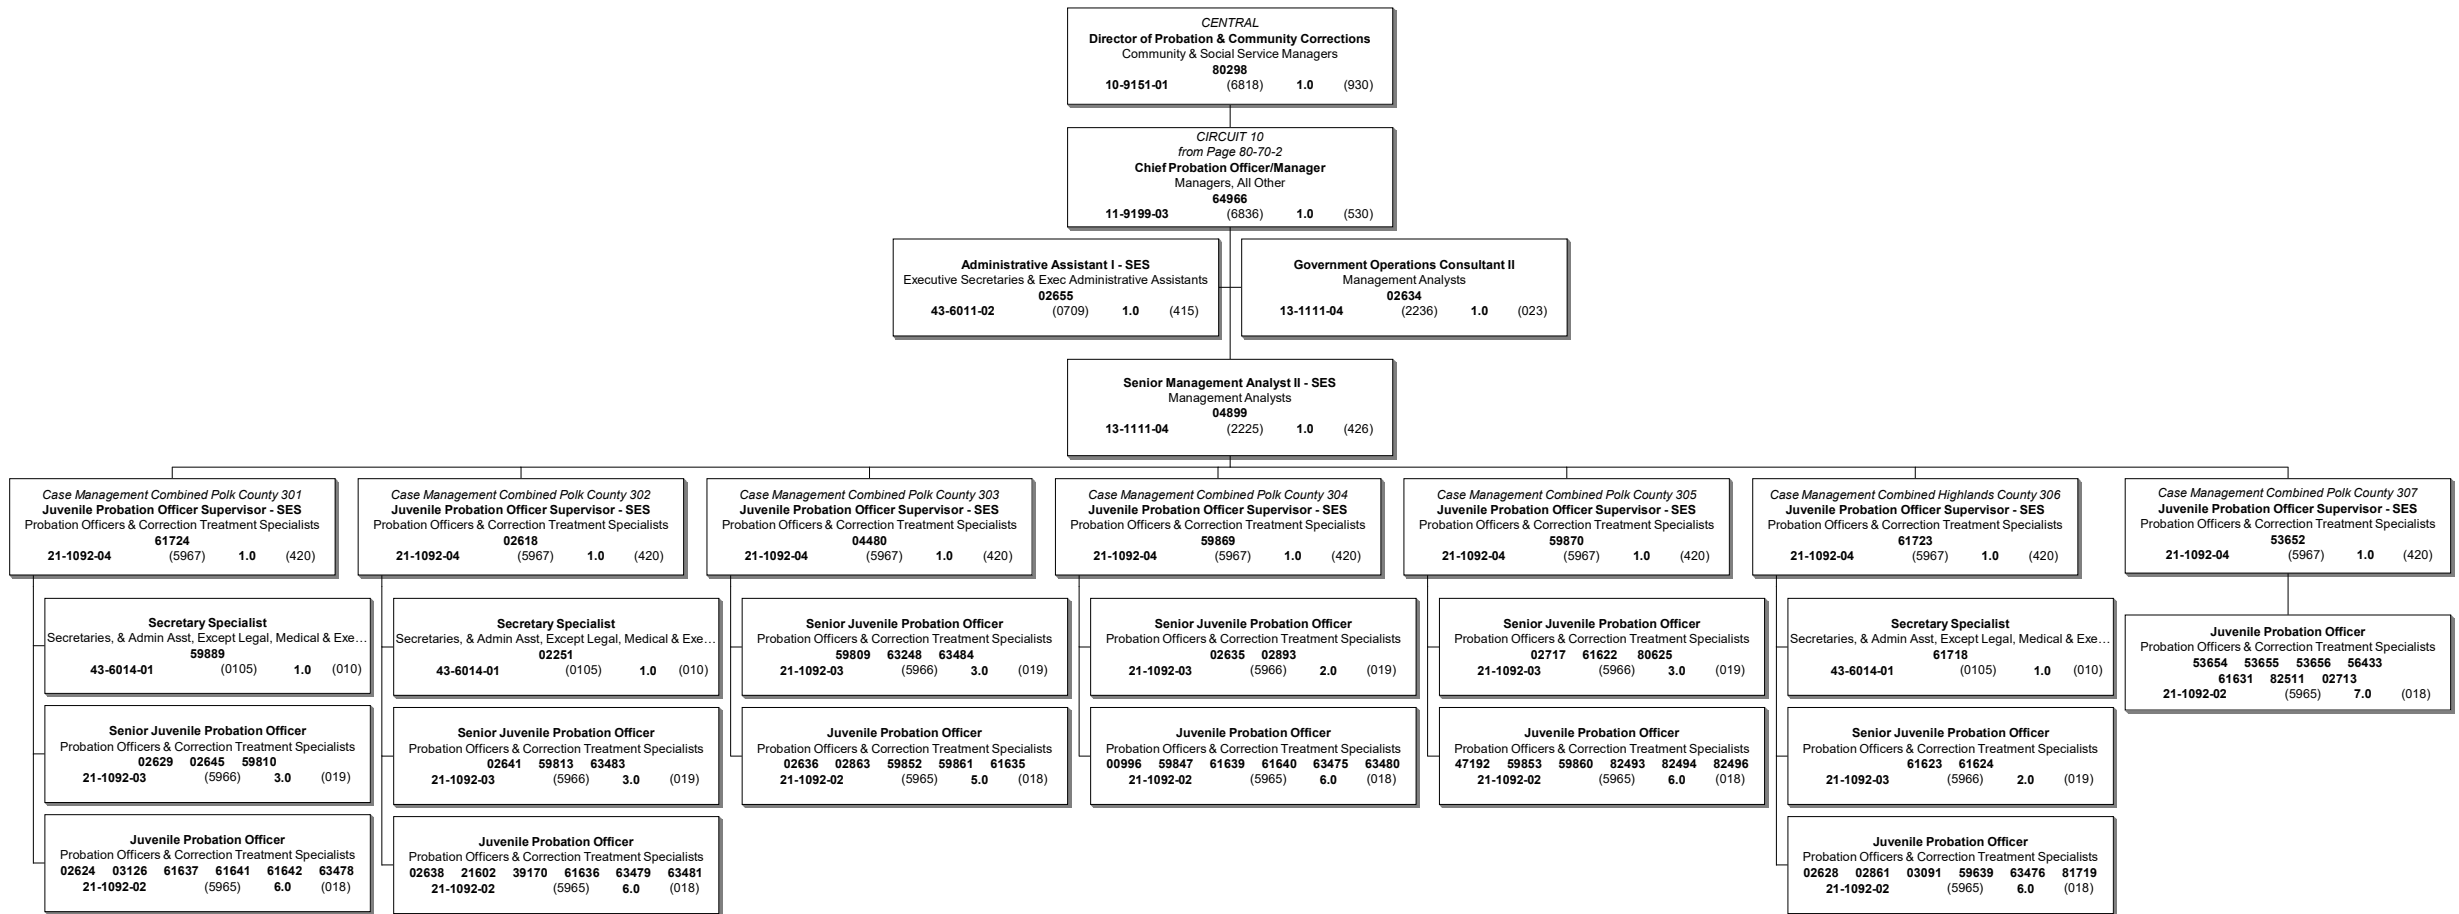 CENTRAL
Director of Probation & Community Corrections
Community & Social Service Managers
80298
10-9151-01 (6818) 1.0 (930)
CIRCUIT 10
from Page 80-70-2
Chief Probation Officer/Manager
Managers, All Other
64966
11-9199-03 (6836) 1.0 (530)
Administrative Assistant I - SES
Executive Secretaries & Exec Administrative Assistants
02655
43-6011-02 (0709) 1.0 (415)
Government Operations Consultant II
Management Analysts
02634
13-1111-04 (2236) 1.0 (023)
Senior Management Analyst II - SES
Management Analysts
04899
13-1111-04 (2225) 1.0 (426)
Case Management Combined Polk County 301
Juvenile Probation Officer Supervisor - SES
Probation Officers & Correction Treatment Specialists
61724
21-1092-04 (5967) 1.0 (420)
Secretary Specialist
Secretaries, & Admin Asst, Except Legal, Medical & Exe...
59889
43-6014-01 (0105) 1.0 (010)
Senior Juvenile Probation Officer
Probation Officers & Correction Treatment Specialists
02629 02645 59810
21-1092-03 (5966) 3.0 (019)
Juvenile Probation Officer
Probation Officers & Correction Treatment Specialists
02624 03126 61637 61641 61642 63478
21-1092-02 (5965) 6.0 (018)
Case Management Combined Polk County 302
Juvenile Probation Officer Supervisor - SES
Probation Officers & Correction Treatment Specialists
02618
21-1092-04 (5967) 1.0 (420)
Secretary Specialist
Secretaries, & Admin Asst, Except Legal, Medical & Exe...
02251
43-6014-01 (0105) 1.0 (010)
Senior Juvenile Probation Officer
Probation Officers & Correction Treatment Specialists
02641 59813 63483
21-1092-03 (5966) 3.0 (019)
Juvenile Probation Officer
Probation Officers & Correction Treatment Specialists
02638 21602 39170 61636 63479 63481
21-1092-02 (5965) 6.0 (018)
Case Management Combined Polk County 303
Juvenile Probation Officer Supervisor - SES
Probation Officers & Correction Treatment Specialists
04480
21-1092-04 (5967) 1.0 (420)
Senior Juvenile Probation Officer
Probation Officers & Correction Treatment Specialists
59809 63248 63484
21-1092-03 (5966) 3.0 (019)
Juvenile Probation Officer
Probation Officers & Correction Treatment Specialists
02636 02863 59852 59861 61635
21-1092-02 (5965) 5.0 (018)
Case Management Combined Polk County 304
Juvenile Probation Officer Supervisor - SES
Probation Officers & Correction Treatment Specialists
59869
21-1092-04 (5967) 1.0 (420)
Senior Juvenile Probation Officer
Probation Officers & Correction Treatment Specialists
02635 02893
21-1092-03 (5966) 2.0 (019)
Juvenile Probation Officer
Probation Officers & Correction Treatment Specialists
00996 59847 61639 61640 63475 63480
21-1092-02 (5965) 6.0 (018)
Case Management Combined Polk County 305
Juvenile Probation Officer Supervisor - SES
Probation Officers & Correction Treatment Specialists
59870
21-1092-04 (5967) 1.0 (420)
Senior Juvenile Probation Officer
Probation Officers & Correction Treatment Specialists
02717 61622 80625
21-1092-03 (5966) 3.0 (019)
Juvenile Probation Officer
Probation Officers & Correction Treatment Specialists
47192 59853 59860 82493 82494 82496
21-1092-02 (5965) 6.0 (018)
Case Management Combined Highlands County 306
Juvenile Probation Officer Supervisor - SES
Probation Officers & Correction Treatment Specialists
61723
21-1092-04 (5967) 1.0 (420)
Secretary Specialist
Secretaries, & Admin Asst, Except Legal, Medical & Exe...
61718
43-6014-01 (0105) 1.0 (010)
Senior Juvenile Probation Officer
Probation Officers & Correction Treatment Specialists
61623 61624
21-1092-03 (5966) 2.0 (019)
Juvenile Probation Officer
Probation Officers & Correction Treatment Specialists
02628 02861 03091 59639 63476 81719
21-1092-02 (5965) 6.0 (018)
Case Management Combined Polk County 307
Juvenile Probation Officer Supervisor - SES
Probation Officers & Correction Treatment Specialists
53652
21-1092-04 (5967) 1.0 (420)
Juvenile Probation Officer
Probation Officers & Correction Treatment Specialists
53654 53655 53656 56433
61631 82511 02713
21-1092-02 (5965) 7.0 (018)